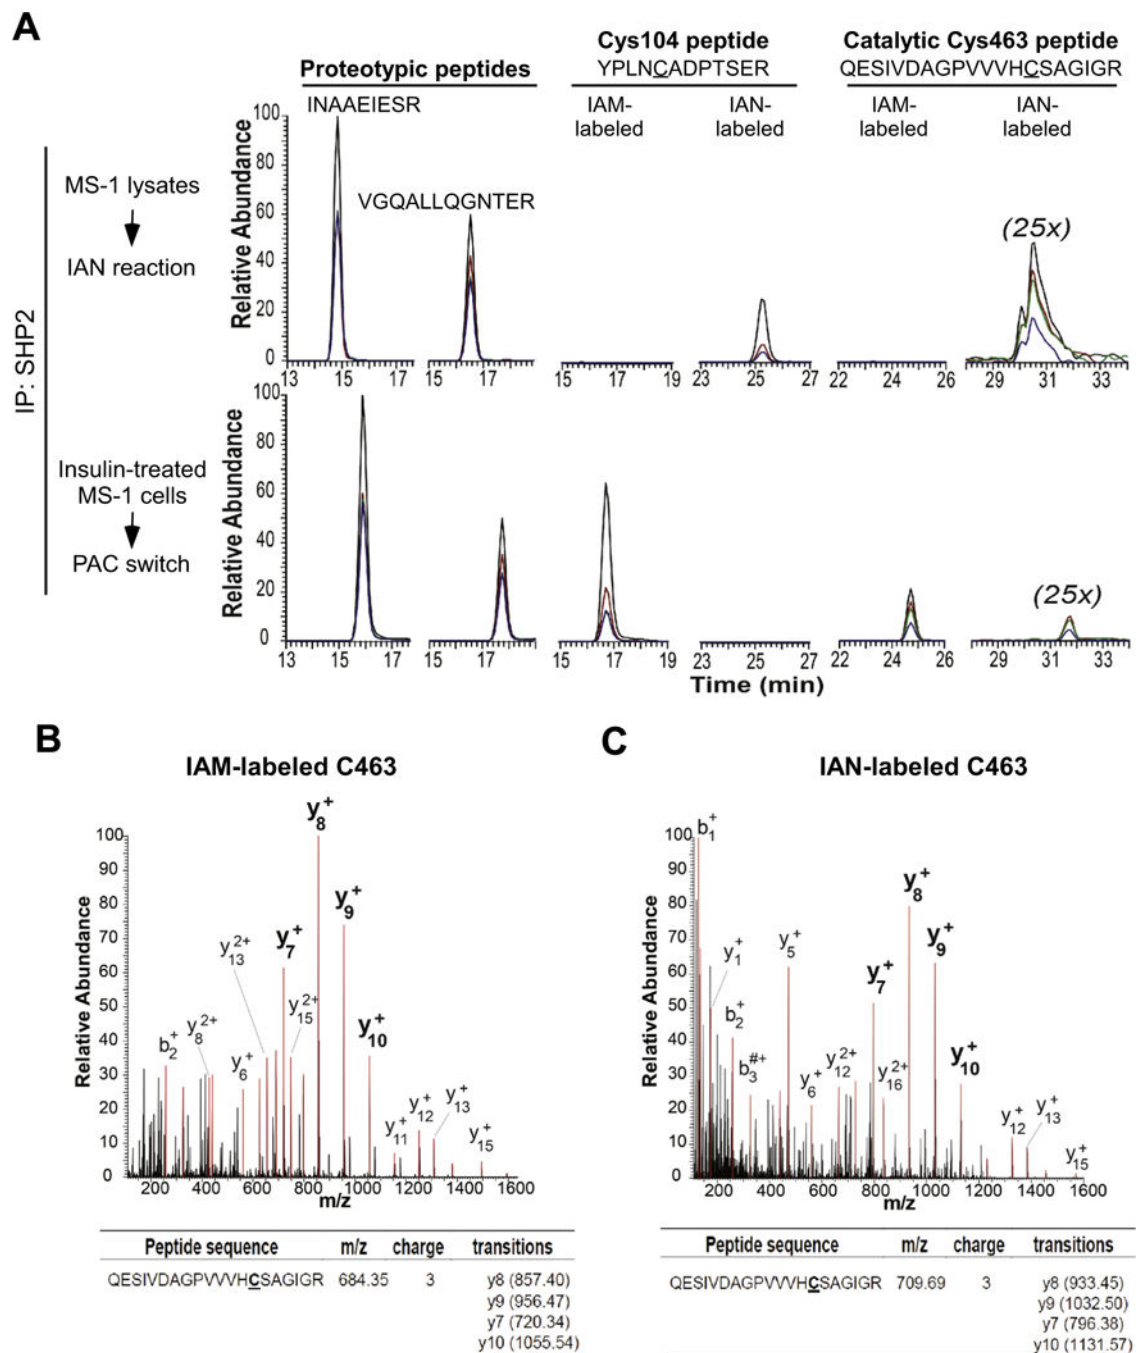 A
Proteotypic peptides
Cys104 peptide
YPLNCADPTSER
Catalytic Cys463 peptide
QESIVDAGPVVVHCSAGIGR
IAM-labeled
IAN-labeled
IAM-labeled
IAN-labeled
IP: SHP2
MS-1 lysates
IAN reaction
Relative Abundance
100
80
60
40
20
0
INAAEIESR
VGQALLQGNTER
(25x)
13 15 17
15 17
15 17 19
23 25 27
22 24 26
29 31 33
Insulin-treated
MS-1 cells
PAC switch
Relative Abundance
100
80
60
40
20
0
(25x)
13 15 17
15 17
15 17 19
23 25 27
22 24 26
29 31 33
Time (min)
B
IAM-labeled C463
Relative Abundance
100
90
80
70
60
50
40
30
20
10
0
b2+
y8 2+
y6+
y13 2+
y7+
y15 2+
y8+
y9+
y10+
y11+
y12+
y13+
y15+
200 400 600 800 1000 1200 1400 1600
m/z
Peptide sequence m/z charge transitions
QESIVDAGPVVVHCSAGIGR 684.35 3 y8 (857.40)
y9 (956.47)
y7 (720.34)
y10 (1055.54)
C
IAN-labeled C463
Relative Abundance
100
90
80
70
60
50
40
30
20
10
0
b1+
y1+
b2+
b3#+
y5+
y6+
y12 2+
y7+
y16 2+
y8+
y9+
y10+
y12+
y13+
y15+
200 400 600 800 1000 1200 1400 1600
m/z
Peptide sequence m/z charge transitions
QESIVDAGPVVVHCSAGIGR 709.69 3 y8 (933.45)
y9 (1032.50)
y7 (796.38)
y10 (1131.57)